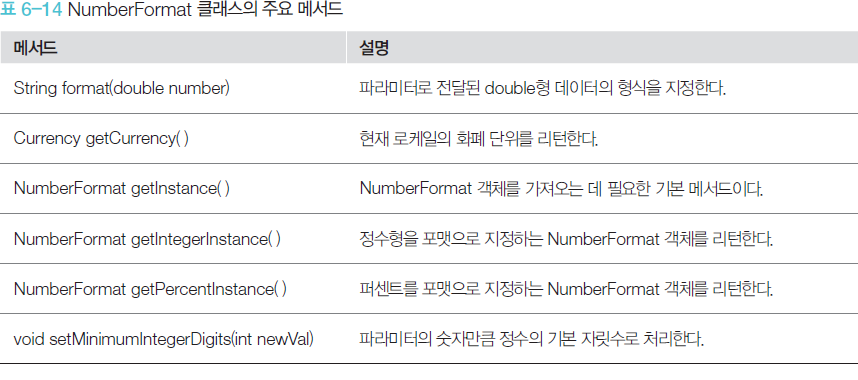 표 6-14 NumberFormat 클래스의 주요 메서드
메서드 설명
String format(double number) 파라미터로 전달된 double형 데이터의 형식을 지정한다.
Currency getCurrency( ) 현재 로케일의 화폐 단위를 리턴한다.
NumberFormat getInstance( ) NumberFormat 객체를 가져오는 데 필요한 기본 메서드이다.
NumberFormat getIntegerInstance( ) 정수형을 포맷으로 지정하는 NumberFormat 객체를 리턴한다.
NumberFormat getPercentInstance( ) 퍼센트를 포맷으로 지정하는 NumberFormat 객체를 리턴한다.
void setMinimumIntegerDigits(int newVal) 파라미터의 숫자만큼 정수의 기본 자릿수로 처리한다.